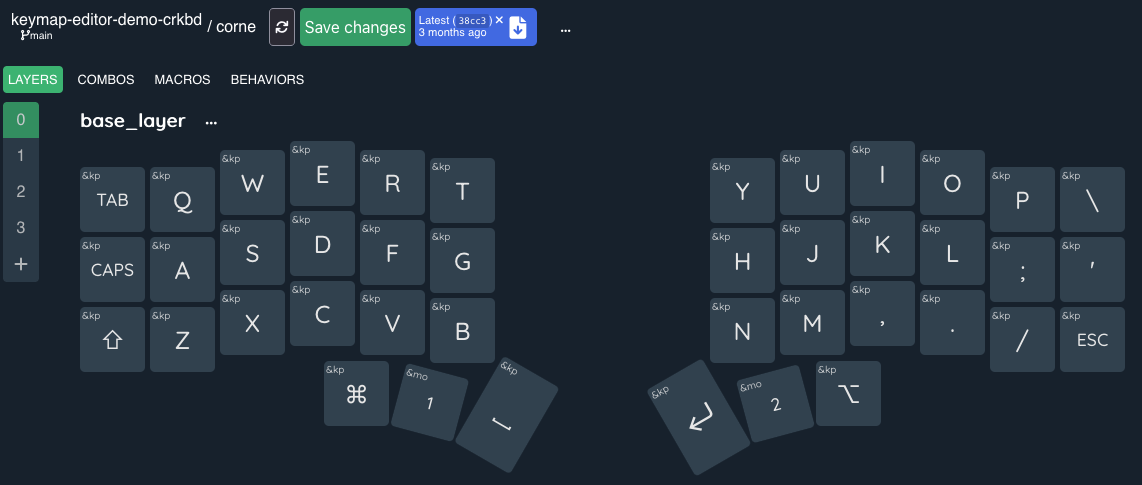 keymap-editor-demo-crkbd / corne
main
Save changes
Latest ( 38cc3 ) ×
3 months ago
...
LAYERS COMBOS MACROS BEHAVIORS
0
1
2
3
+
base_layer ...
&kp TAB &kp Q &kp W &kp E &kp R &kp T &kp Y &kp U &kp I &kp O &kp P &kp \
&kp CAPS &kp A &kp S &kp D &kp F &kp G &kp H &kp J &kp K &kp L &kp ; &kp '
&kp ⇧ &kp Z &kp X &kp C &kp V &kp B &kp N &kp M &kp , &kp . &kp / &kp ESC
&kp ⌘ &mo 1 &kp ⎵ &kp ↵ &mo 2 &kp ⌥